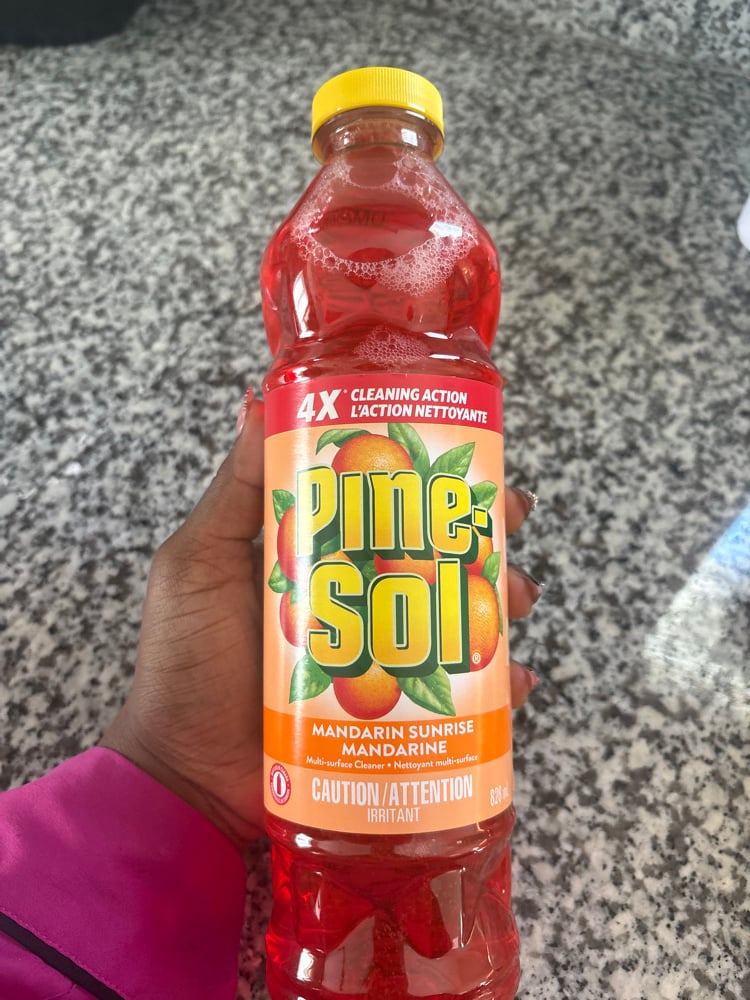 4X* CLEANING ACTION
L'ACTION NETTOYANTE
Pine-
Sol®
MANDARIN SUNRISE
MANDARINE
Multi-surface Cleaner • Nettoyant multi-surface
CAUTION/ATTENTION
IRRITANT
828 mL